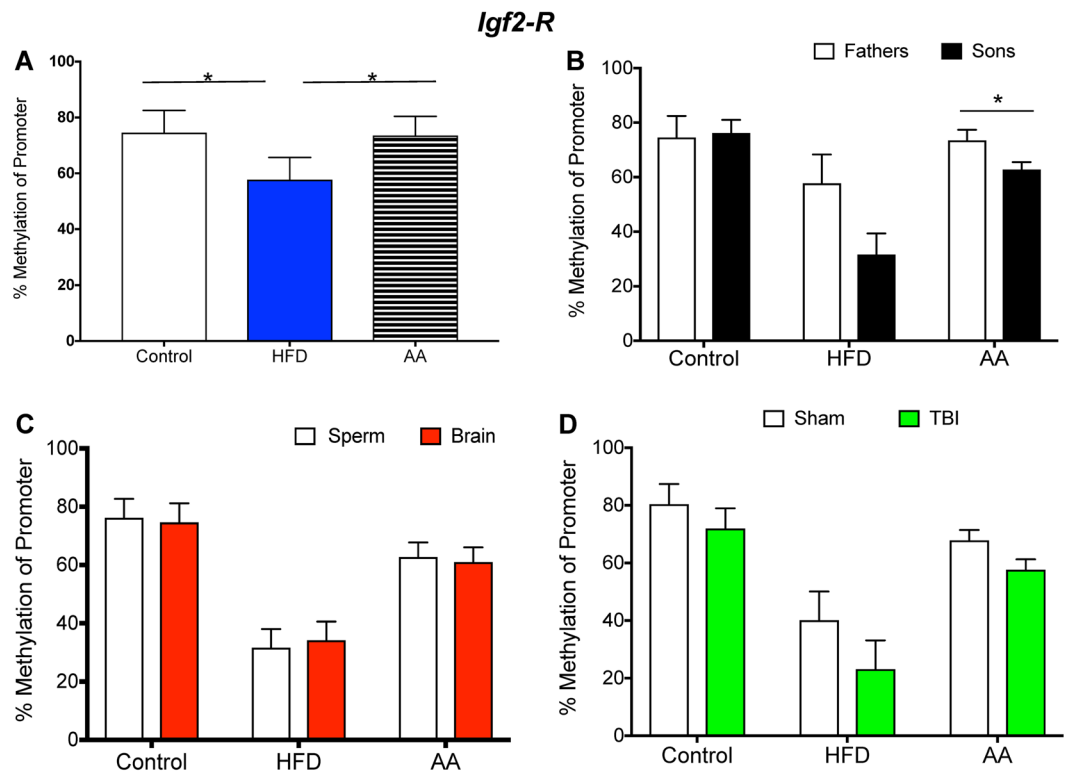 Igf2-R
A
% Methylation of Promoter
100
80
60
40
20
0
* *
Control HFD AA
B
Fathers Sons
% Methylation of Promoter
100
80
60
40
20
0
*
Control HFD AA
C
Sperm Brain
% Methylation of Promoter
100
80
60
40
20
0
Control HFD AA
D
Sham TBI
% Methylation of Promoter
100
80
60
40
20
0
Control HFD AA